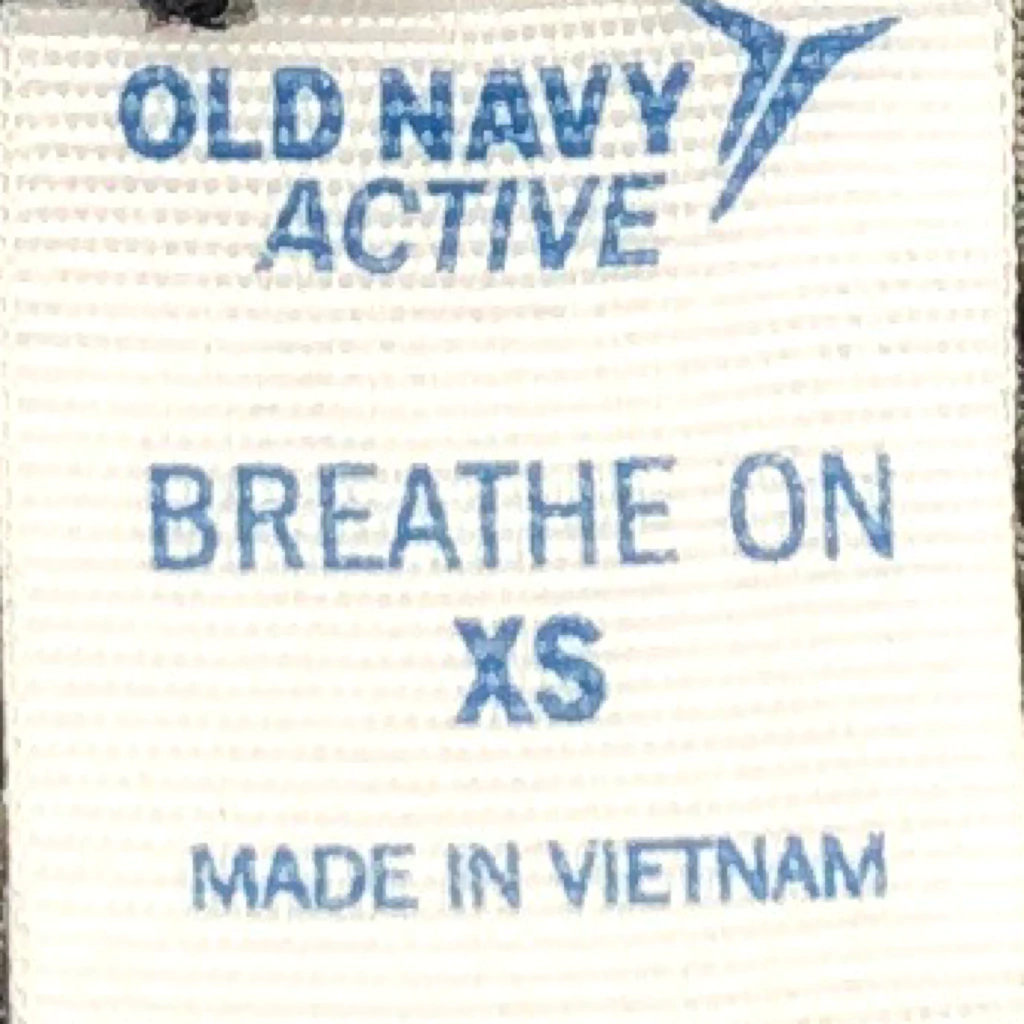 OLD NAVY
ACTIVE
BREATHE ON
XS
MADE IN VIETNAM